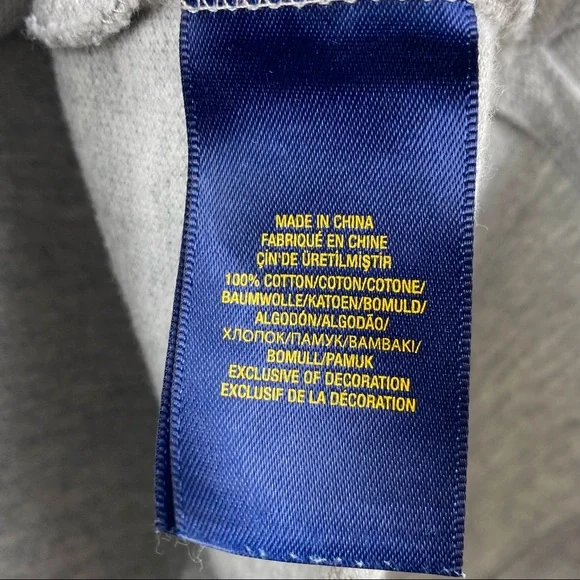 MADE IN CHINA
FABRIQUÉ EN CHINE
ÇİN'DE ÜRETİLMİŞTİR
100% COTTON/COTON/COTONE/
BAUMWOLLE/KATOEN/BOMULD/
ALGODÓN/ALGODÃO/
ХЛОПОК/ПАМУК/ΒΑΜΒΑΚΙ/
BOMULL/PAMUK
EXCLUSIVE OF DECORATION
EXCLUSIF DE LA DÉCORATION